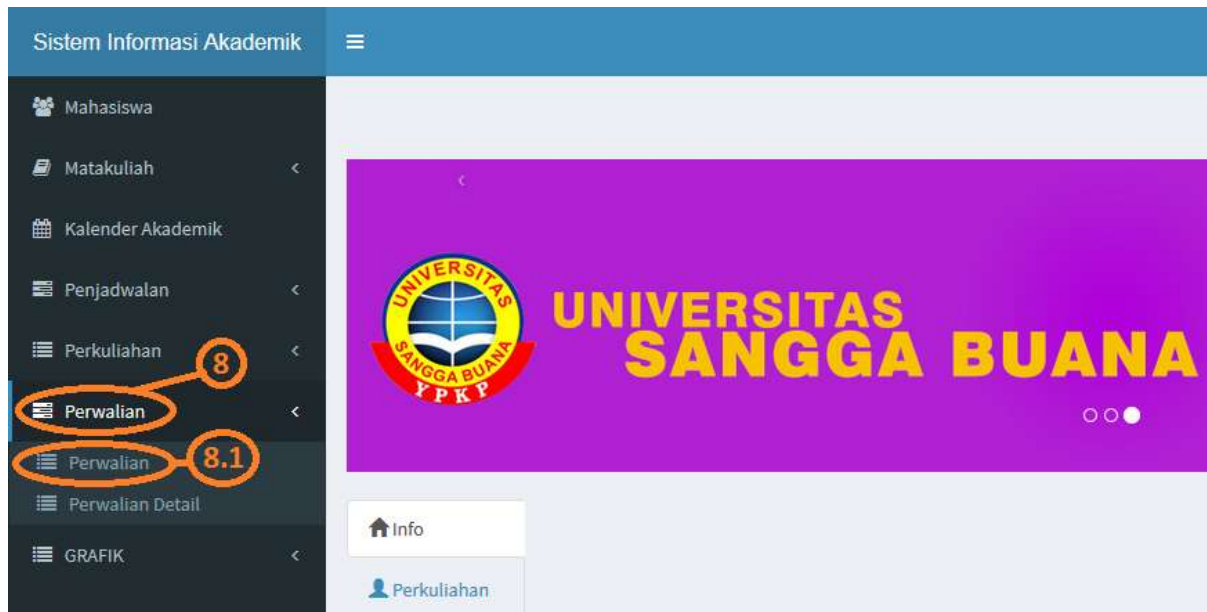 Sistem Informasi Akademik
Mahasiswa
Matakuliah
Kalender Akademik
Penjadwalan
Perkuliahan
8
Perwalian
Perwalian
8.1
Perwalian Detail
GRAFIK
UNIVERSITAS
SANGGA BUANA
YPKP
UNIVERSITAS
SANGGA BUANA
Info
Perkuliahan